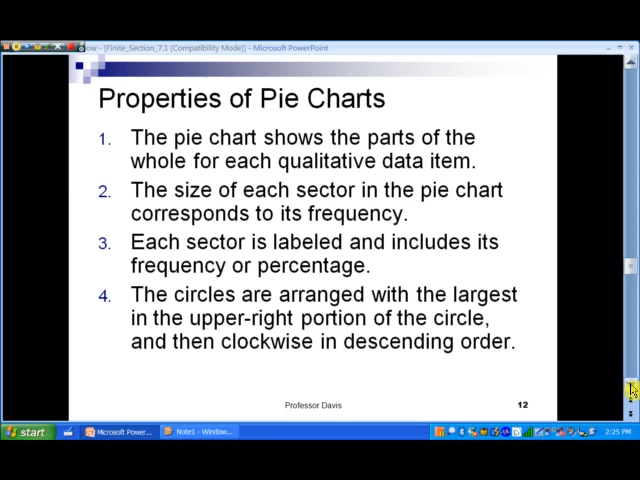 ow - [Finite_Section_7.1 [Compatibility Mode]] - Microsoft PowerPoint
Properties of Pie Charts
1. The pie chart shows the parts of the
whole for each qualitative data item.
2. The size of each sector in the pie chart
corresponds to its frequency.
3. Each sector is labeled and includes its
frequency or percentage.
4. The circles are arranged with the largest
in the upper-right portion of the circle,
and then clockwise in descending order.
Professor Davis 12
start Microsoft PowerP... Note1 - Window... 2:25 PM